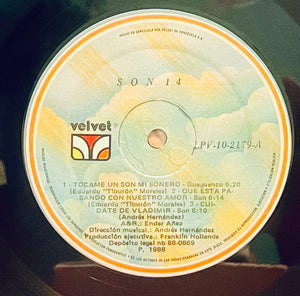 HECHO EN VENEZUELA POR VELVET DE VENEZUELA S.A.
SON 14
velvet
LPV-10-2179-A
1 - TOCAME UN SON MI SONERO - Guaguanco 6:20
(Eduardo "Tiburón" Morales) 2 - QUE ESTA PA-
SANDO CON NUESTRO AMOR - Son 6:14
(Eduardo "Tiburón" Morales) 3 - CUI-
DATE DE VLADIMIR - Son 6:10
(Andrés Hernández)
A&R.: Ender Añez
Dirección musical.: Andrés Hernández
Producción ejecutiva.: Franklin Hollands
Depósito legal nb 88-0869
P. 1988